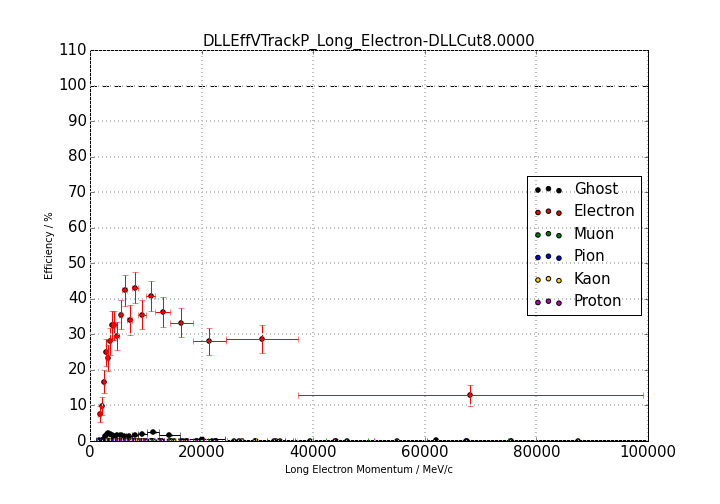 DLLEffVTrackP_Long_Electron-DLLCut8.0000
110
100
90
80
70
60
50
40
30
20
10
0
Efficiency / %
Ghost
Electron
Muon
Pion
Kaon
Proton
0 20000 40000 60000 80000 100000
Long Electron Momentum / MeV/c